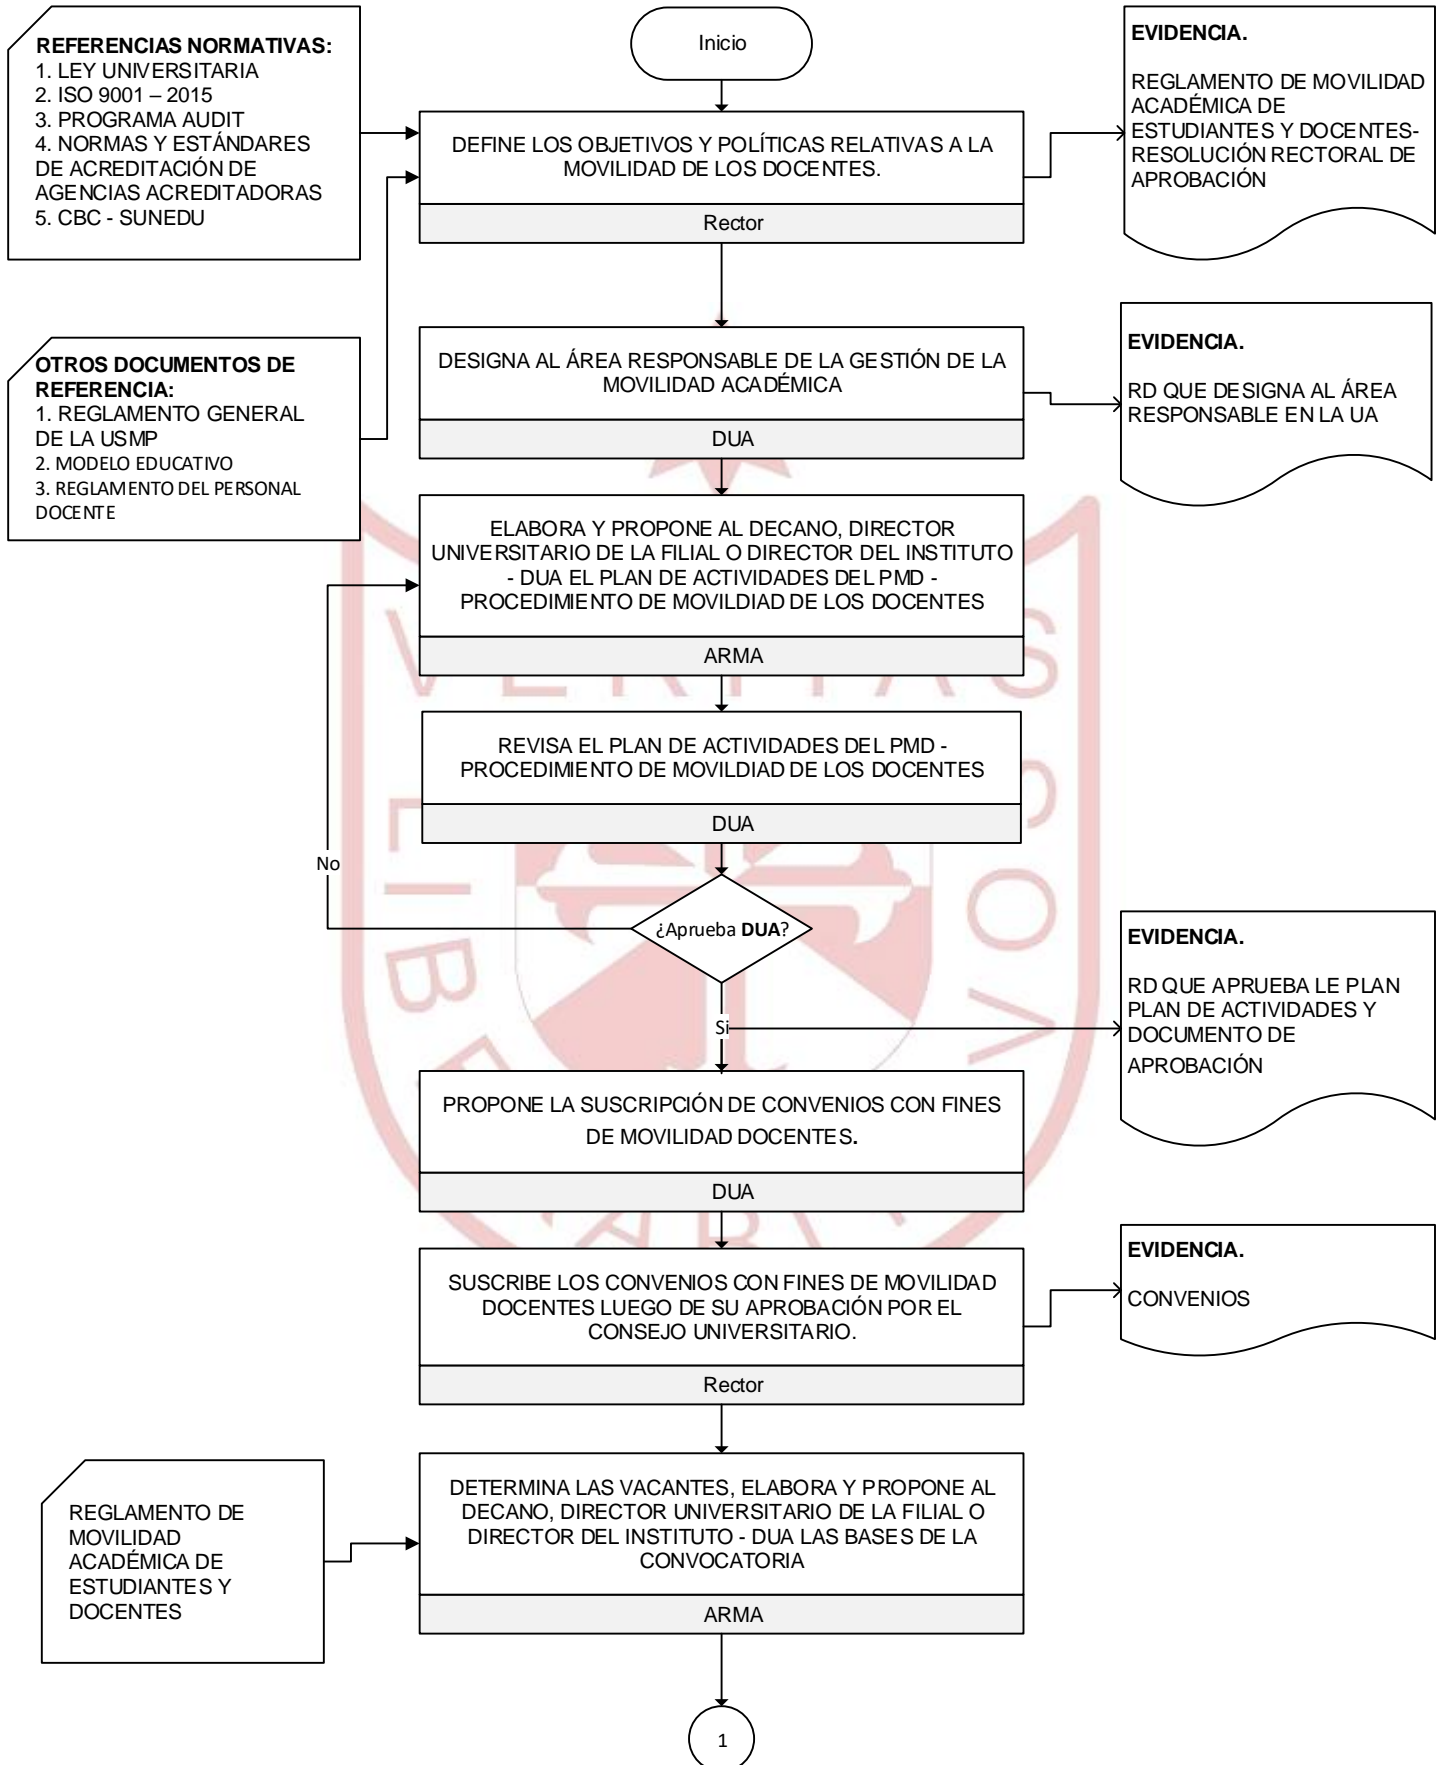 REFERENCIAS NORMATIVAS:
1. LEY UNIVERSITARIA
2. ISO 9001 – 2015
3. PROGRAMA AUDIT
4. NORMAS Y ESTÁNDARES
DE ACREDITACIÓN DE
AGENCIAS ACREDITADORAS
5. CBC - SUNEDU
Inicio
DEFINE LOS OBJETIVOS Y POLÍTICAS RELATIVAS A LA
MOVILIDAD DE LOS DOCENTES.
Rector
EVIDENCIA.
REGLAMENTO DE MOVILIDAD
ACADÉMICA DE
ESTUDIANTES Y DOCENTES-
RESOLUCIÓN RECTORAL DE
APROBACIÓN
OTROS DOCUMENTOS DE
REFERENCIA:
1. REGLAMENTO GENERAL
DE LA USMP
2. MODELO EDUCATIVO
3. REGLAMENTO DEL PERSONAL
DOCENTE
DESIGNA AL ÁREA RESPONSABLE DE LA GESTIÓN DE LA
MOVILIDAD ACADÉMICA
DUA
EVIDENCIA.
RD QUE DESIGNA AL ÁREA
RESPONSABLE EN LA UA
ELABORA Y PROPONE AL DECANO, DIRECTOR
UNIVERSITARIO DE LA FILIAL O DIRECTOR DEL INSTITUTO
- DUA EL PLAN DE ACTIVIDADES DEL PMD -
PROCEDIMIENTO DE MOVILDIAD DE LOS DOCENTES
ARMA
REVISA EL PLAN DE ACTIVIDADES DEL PMD -
PROCEDIMIENTO DE MOVILDIAD DE LOS DOCENTES
DUA
No
¿Aprueba DUA?
Si
EVIDENCIA.
RD QUE APRUEBA LE PLAN
PLAN DE ACTIVIDADES Y
DOCUMENTO DE
APROBACIÓN
PROPONE LA SUSCRIPCIÓN DE CONVENIOS CON FINES
DE MOVILIDAD DOCENTES.
DUA
SUSCRIBE LOS CONVENIOS CON FINES DE MOVILIDAD
DOCENTES LUEGO DE SU APROBACIÓN POR EL
CONSEJO UNIVERSITARIO.
Rector
EVIDENCIA.
CONVENIOS
REGLAMENTO DE
MOVILIDAD
ACADÉMICA DE
ESTUDIANTES Y
DOCENTES
DETERMINA LAS VACANTES, ELABORA Y PROPONE AL
DECANO, DIRECTOR UNIVERSITARIO DE LA FILIAL O
DIRECTOR DEL INSTITUTO - DUA LAS BASES DE LA
CONVOCATORIA
ARMA
1